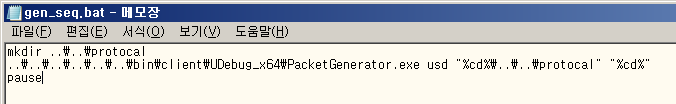 gen_seq.bat - 메모장
파일(F) 편집(E) 서식(O) 보기(V) 도움말(H)
mkdir ..₩..₩protocal
..₩..₩..₩..₩..₩..₩bin₩client₩UDebug_x64₩PacketGenerator.exe usd "%cd%₩..₩..₩protocal" "%cd%"
pause